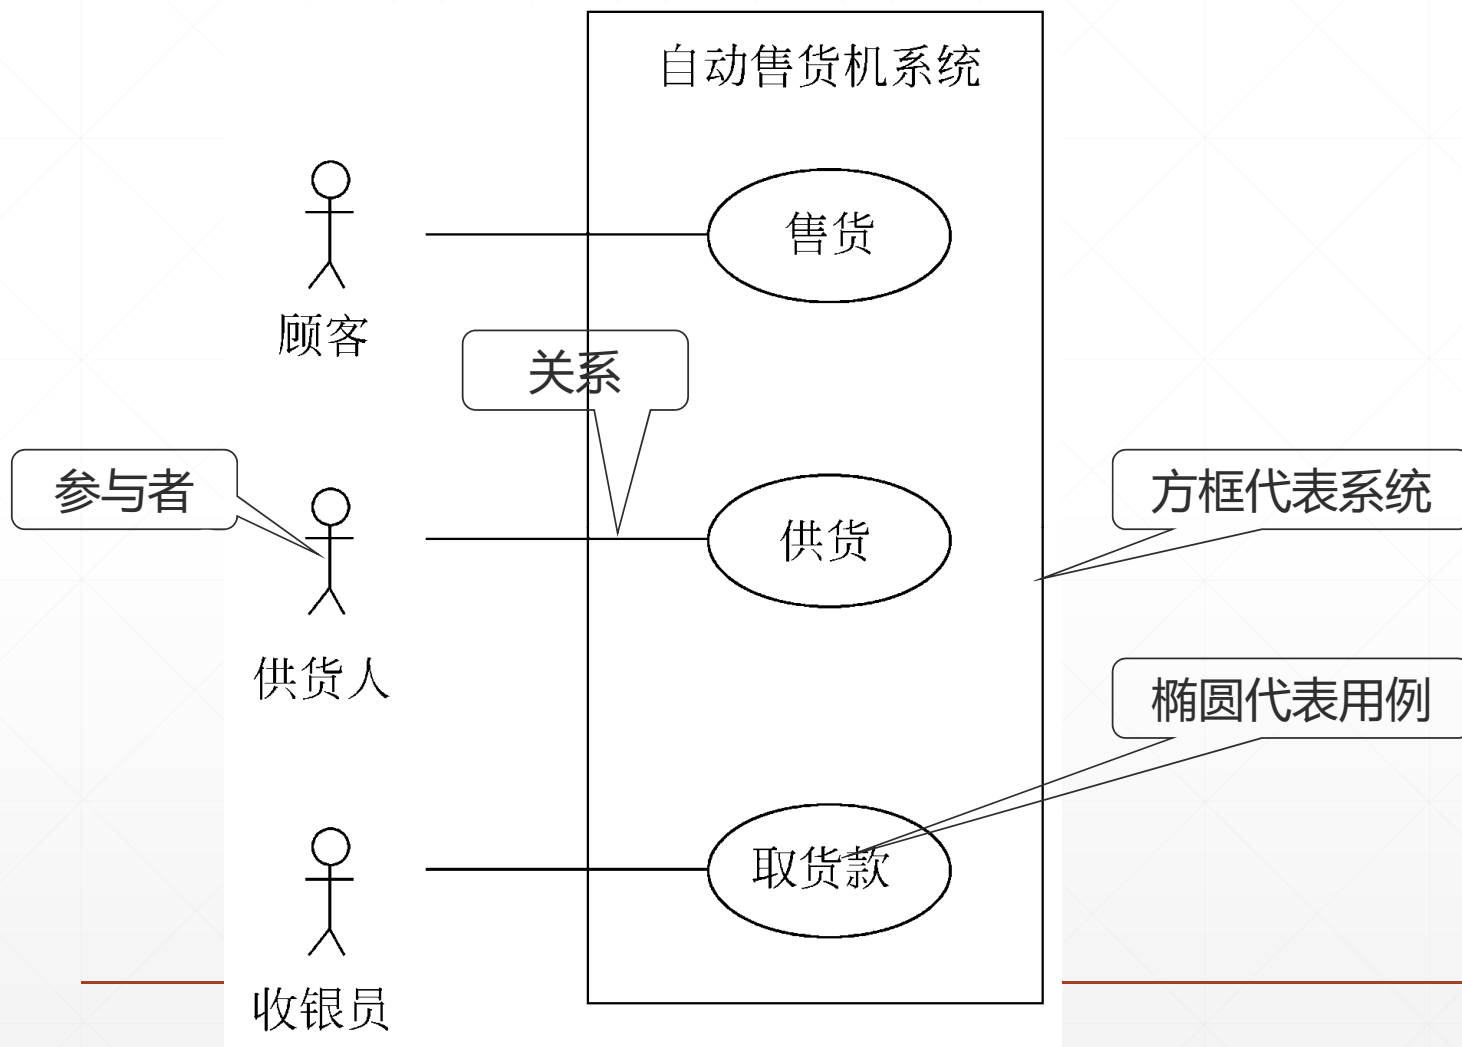 自动售货机系统
售货
顾客
关系
参与者
方框代表系统
供货
供货人
椭圆代表用例
取货款
收银员